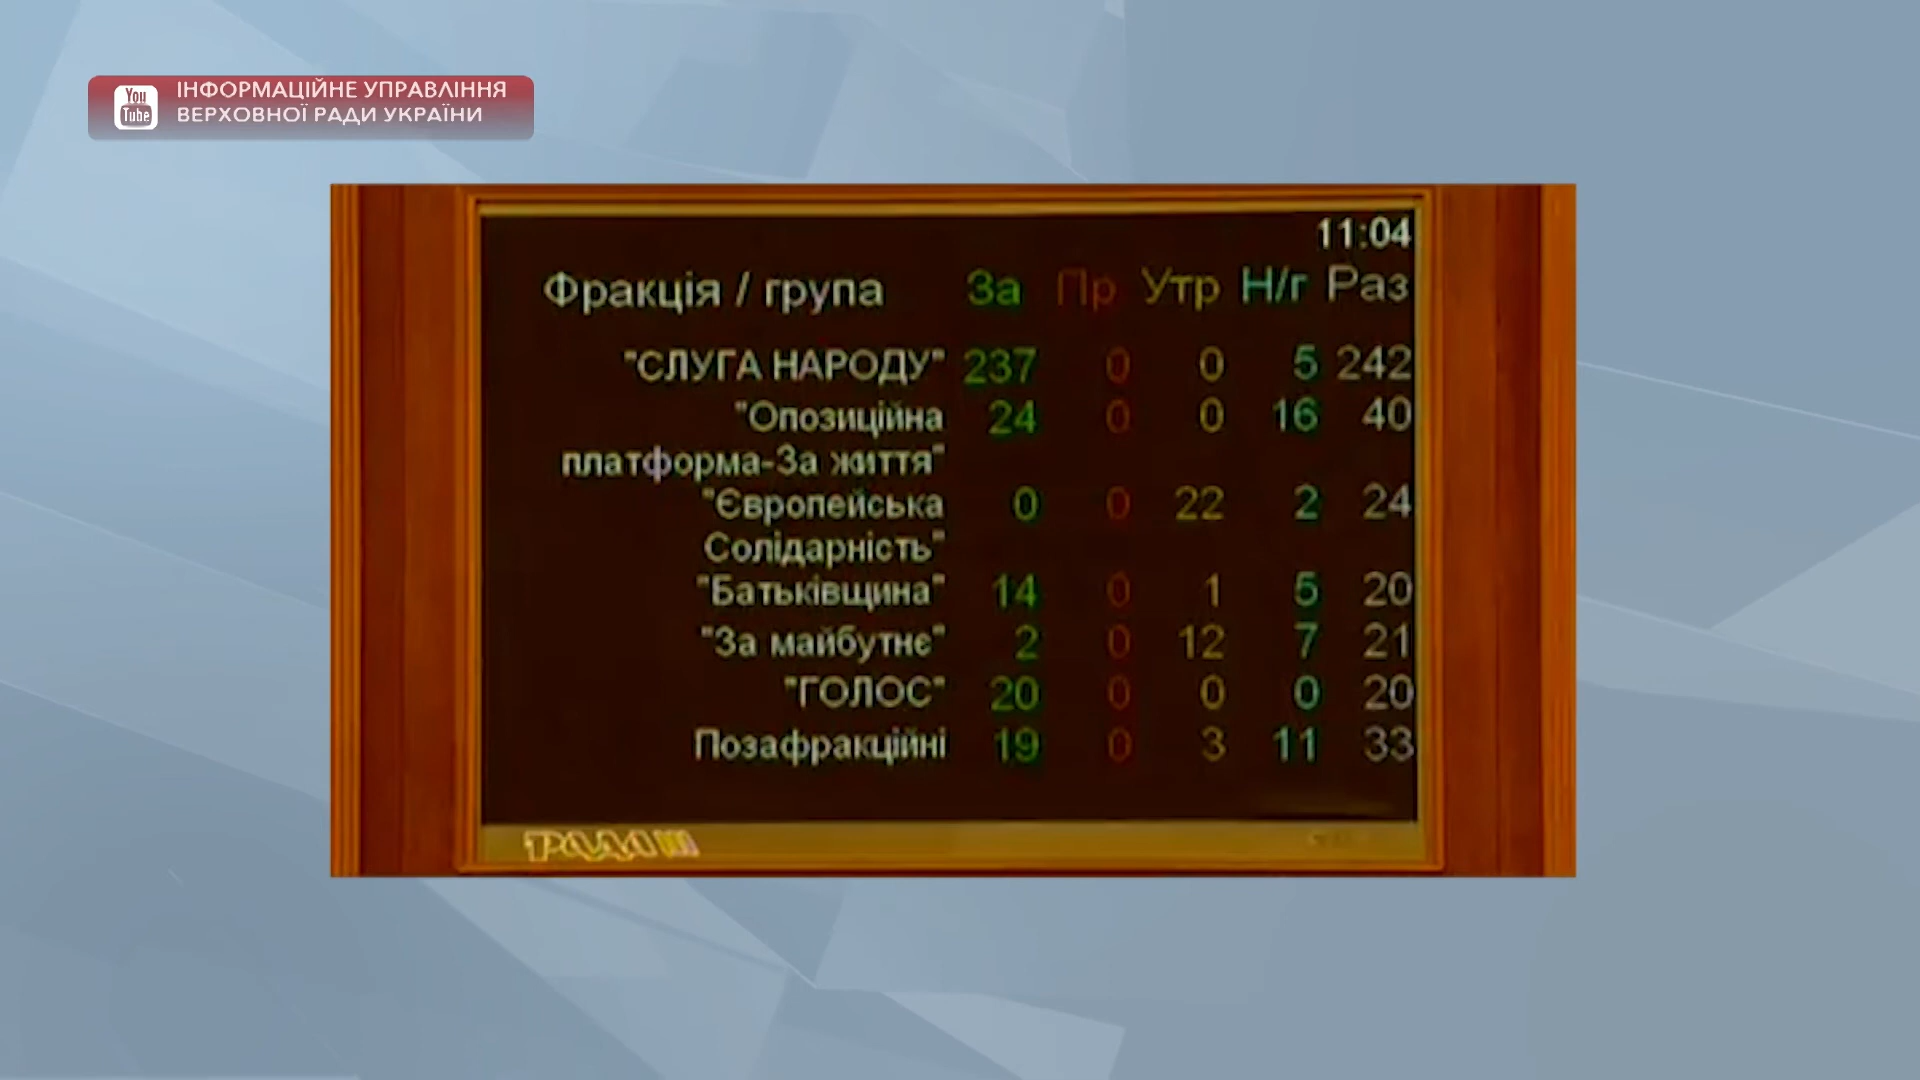 ІНФОРМАЦІЙНЕ УПРАВЛІННЯ
ВЕРХОВНОЇ РАДИ УКРАЇНИ
You
Tube
11:04
Фракція / група За Пр Утр Н/г Раз
"СЛУГА НАРОДУ" 237 0 0 5 242
"Опозиційна 24 0 0 16 40
платформа-За життя"
"Європейська 0 0 22 2 24
Солідарність"
"Батьківщина" 14 0 1 5 20
"За майбутнє" 2 0 12 7 21
"ГОЛОС" 20 0 0 0 20
Позафракційні 19 0 3 11 33
РАДА